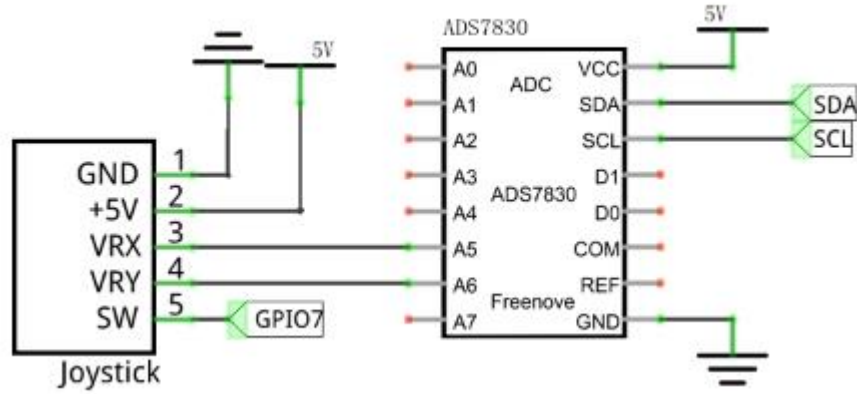 5V
GND 1
+5V 2
VRX 3
VRY 4
SW 5
GPIO7
Joystick
ADS7830
ADC
ADS7830
Freenove
A0
A1
A2
A3
A4
A5
A6
A7
VCC
SDA
SCL
D1
D0
COM
REF
GND
5V
SDA
SCL